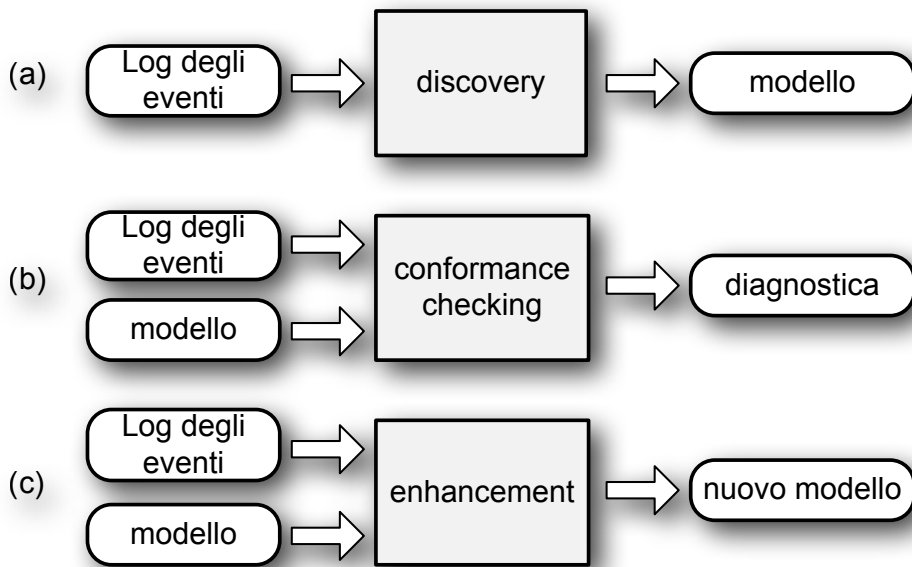 (a)
Log degli
eventi
discovery
modello
(b)
Log degli
eventi
modello
conformance
checking
diagnostica
(c)
Log degli
eventi
modello
enhancement
nuovo modello